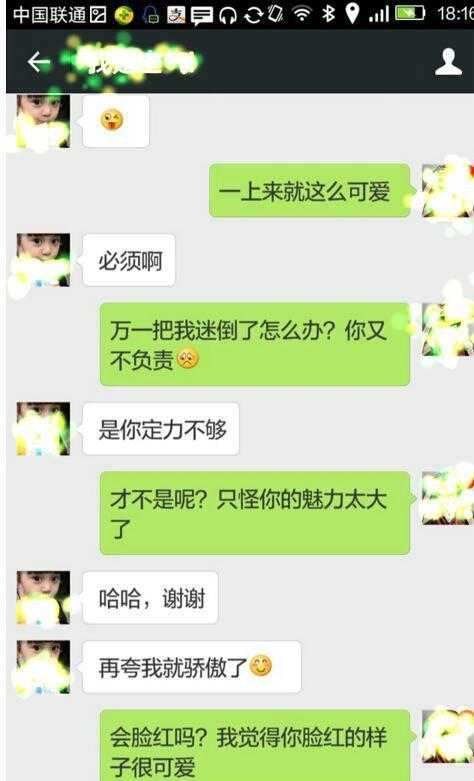 中国联通
18:16
一上来就这么可爱
必须啊
万一把我迷倒了怎么办？你又
不负责
是你定力不够
才不是呢？只怪你的魅力太大
了
哈哈，谢谢
再夸我就骄傲了
会脸红吗？我觉得你脸红的样
子很可爱